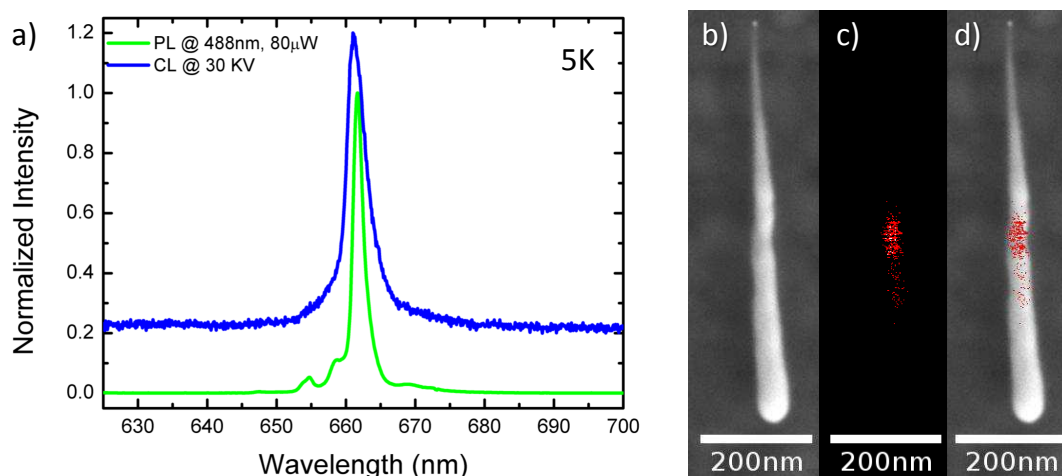 a)
PL @ 488nm, 80μW
CL @ 30 KV
5K
Normalized Intensity
1.2
1.0
0.8
0.6
0.4
0.2
0.0
630 640 650 660 670 680 690 700
Wavelength (nm)
b) c) d)
200nm 200nm 200nm